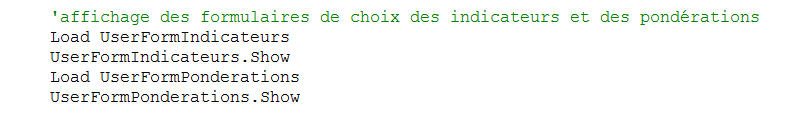 'affichage des formulaires de choix des indicateurs et des pondérations
Load UserFormIndicateurs
UserFormIndicateurs.Show
Load UserFormPonderations
UserFormPonderations.Show